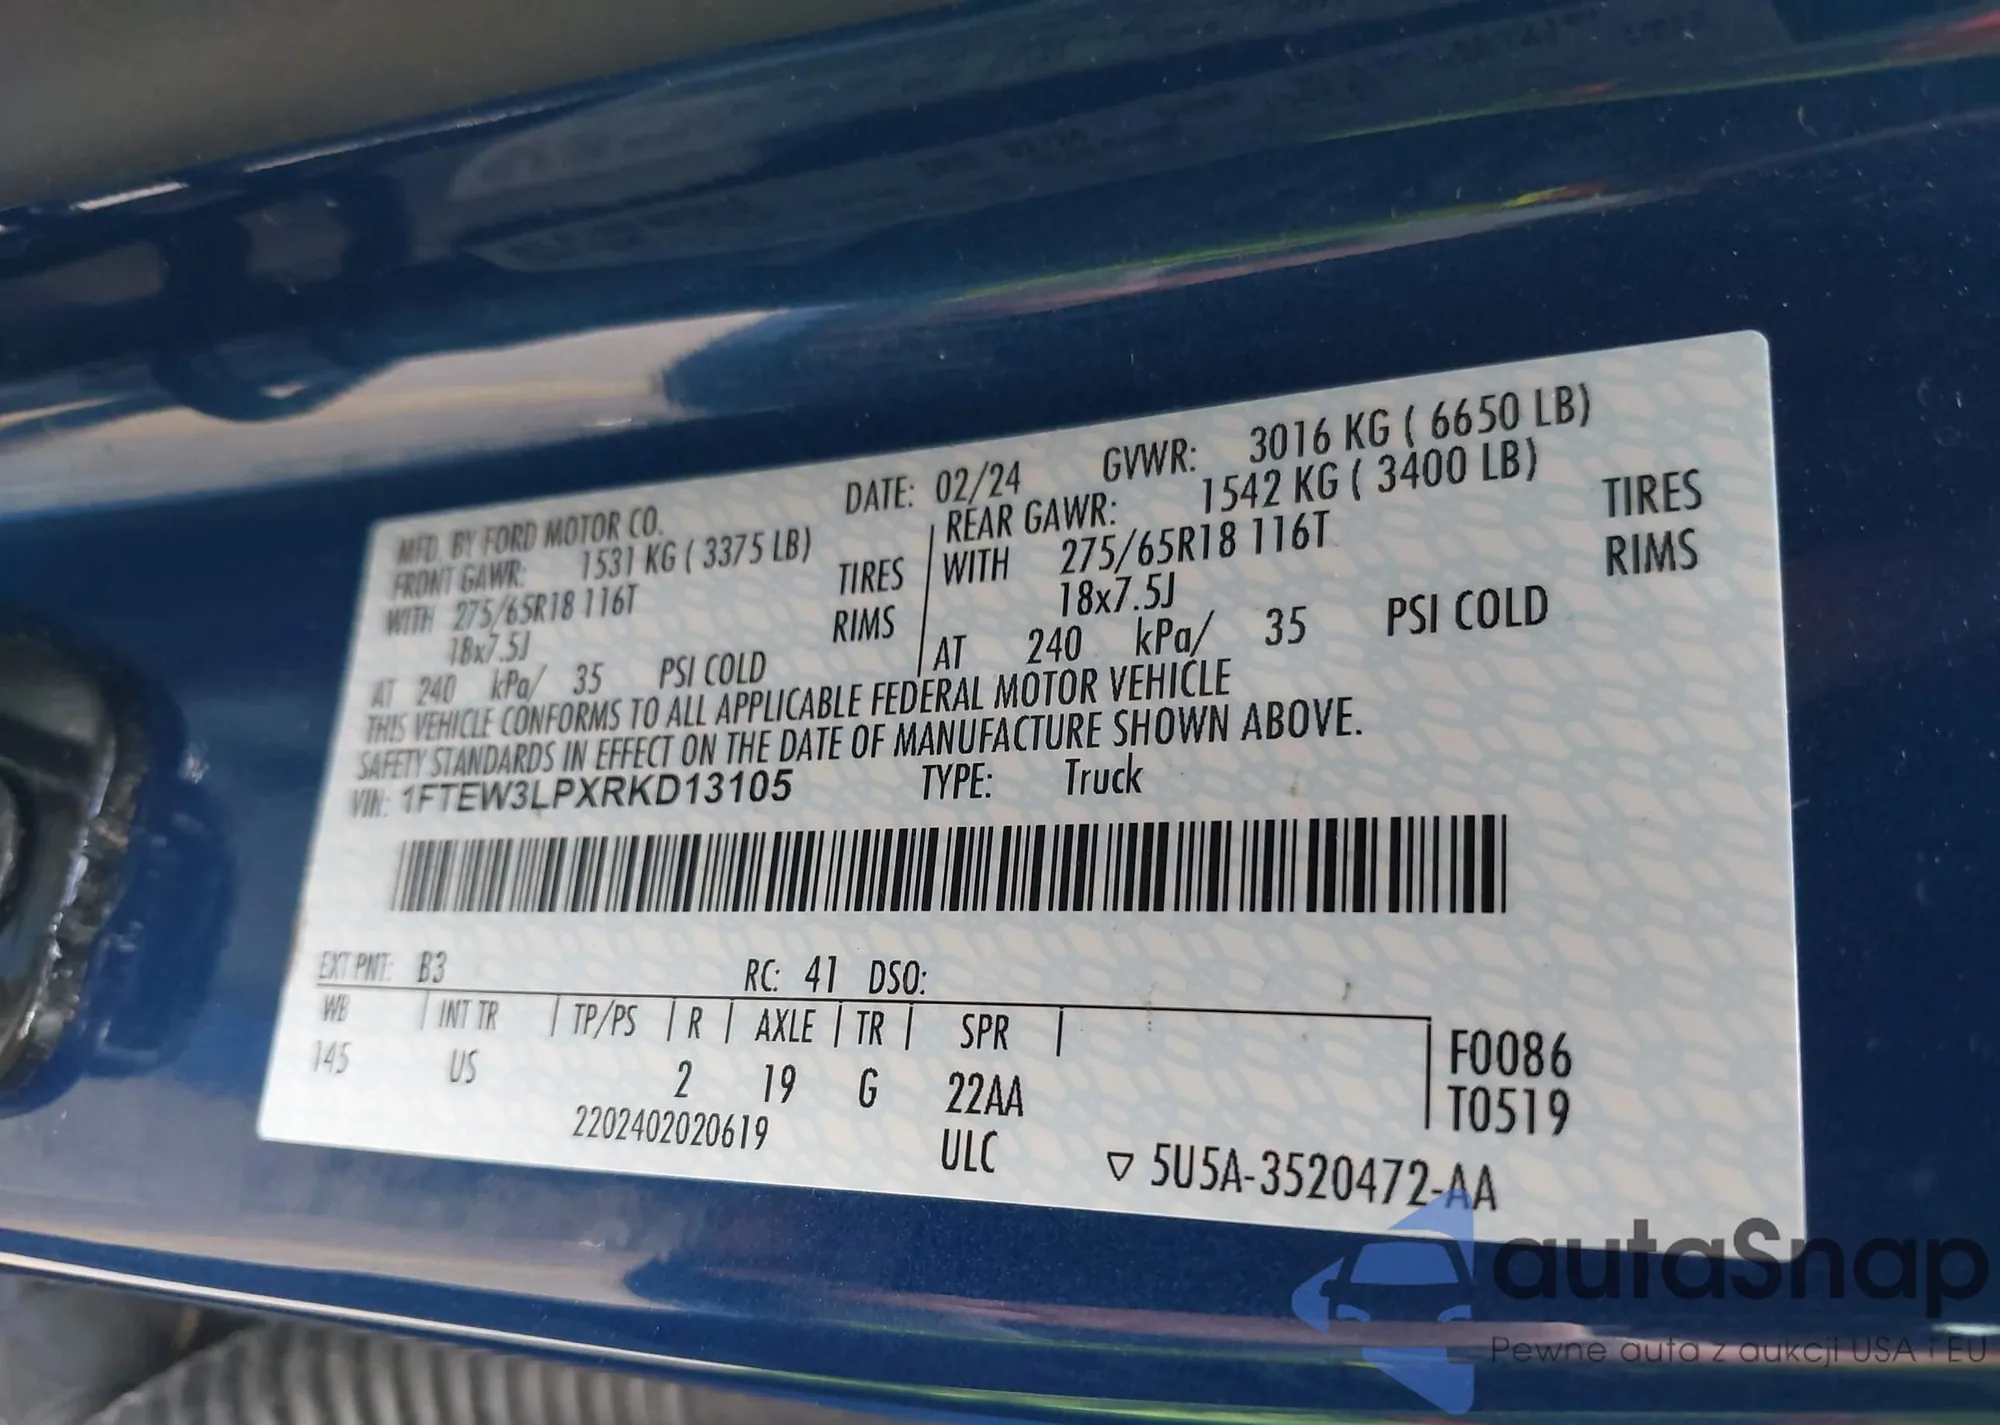 MFD. BY FORD MOTOR CO. DATE: 02/24 GVWR: 3016 KG ( 6650 LB)
FRONT GAWR: 1531 KG ( 3375 LB) REAR GAWR: 1542 KG ( 3400 LB)
WITH 275/65R18 116T TIRES WITH 275/65R18 116T TIRES
18x7.5J RIMS 18x7.5J RIMS
AT 240 kPa/ 35 PSI COLD AT 240 kPa/ 35 PSI COLD
THIS VEHICLE CONFORMS TO ALL APPLICABLE FEDERAL MOTOR VEHICLE
SAFETY STANDARDS IN EFFECT ON THE DATE OF MANUFACTURE SHOWN ABOVE.
VIN: 1FTEW3LPXRKD13105 TYPE: Truck
EXT PNT: B3 RC: 41 DSO:
WB INT TR TP/PS R AXLE TR SPR F0086
145 US 2 19 G 22AA T0519
2202402020619 ULC ▽ 5U5A-3520472-AA
autaSnap
Pewne auta z aukcji USA i EU